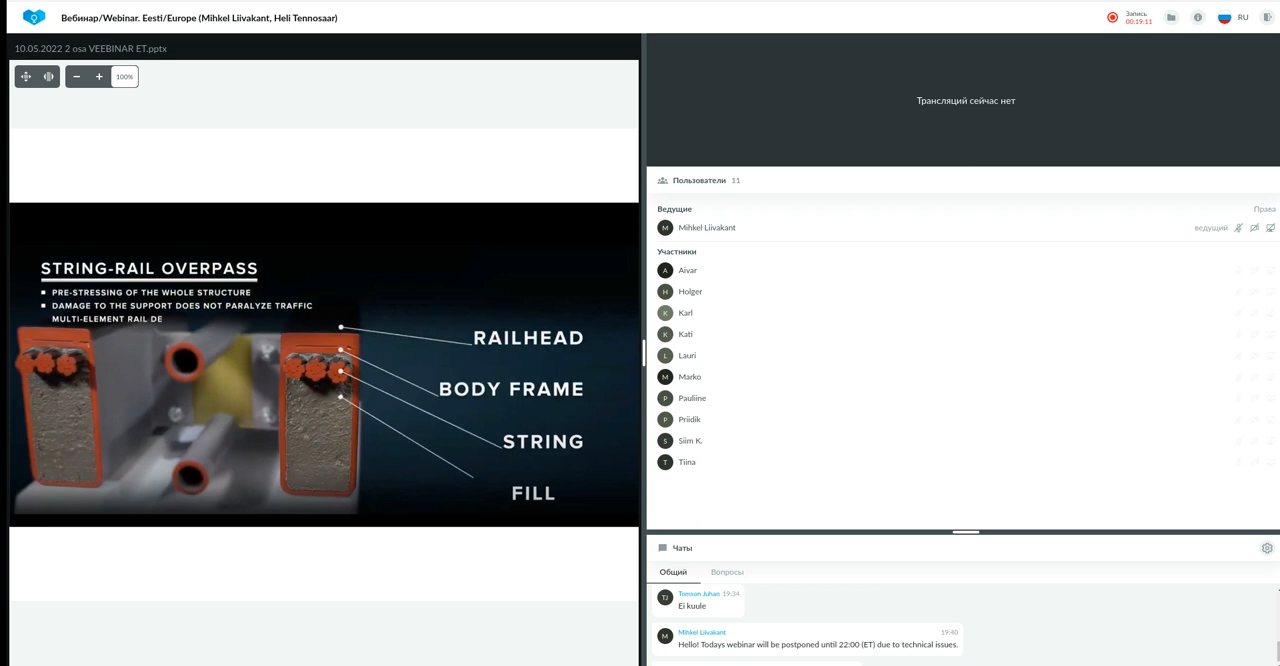 Вебинар/Webinar. Eesti/Europe (Mihkel Liivakant, Heli Tennosaar)
Запись
00:19:11
RU
10.05.2022 2 osa VEEBINAR ET.pptx
100%
STRING-RAIL OVERPASS
PRE-STRESSING OF THE WHOLE STRUCTURE
DAMAGE TO THE SUPPORT DOES NOT PARALYZE TRAFFIC
MULTI-ELEMENT RAIL DE
RAILHEAD
BODY FRAME
STRING
FILL
Трансляций сейчас нет
Пользователи 11
Ведущие Права
M Mihkel Liivakant ведущий
Участники
A Aivar
H Holger
K Karl
K Kati
L Lauri
M Marko
P Pauliine
P Priidik
S Siim K.
T Tiina
Чаты
Общий Вопросы
TJ Tomson Juhan 19:34
Ei kuule
M Mihkel Liivakant 19:40
Hello! Todays webinar will be postponed until 22:00 (ET) due to technical issues.